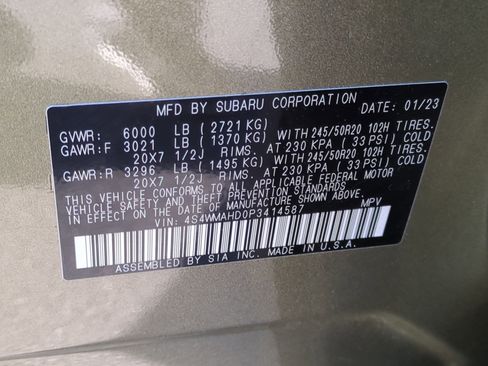 MFD BY SUBARU CORPORATION DATE: 01/23
GVWR: 6000 LB (2721 KG)
GAWR:F 3021 LB (1370 KG) WITH 245/50R20 102H TIRES.
20X7 1/2J RIMS. AT 230 KPA (33 PSI) COLD
GAWR:R 3296 LB (1495 KG) WITH 245/50R20 102H TIRES.
20X7 1/2J RIMS. AT 230 KPA (33 PSI) COLD
THIS VEHICLE CONFORMS TO ALL APPLICABLE FEDERAL MOTOR
VEHICLE SAFETY AND THEFT PREVENTION STANDARDS
IN EFFECT ON THE DATE OF MANUFACTURE SHOWN ABOVE.
VIN: 4S4WMAHD0P3414587 MPV
ASSEMBLED BY SIA INC. MADE IN U.S.A.